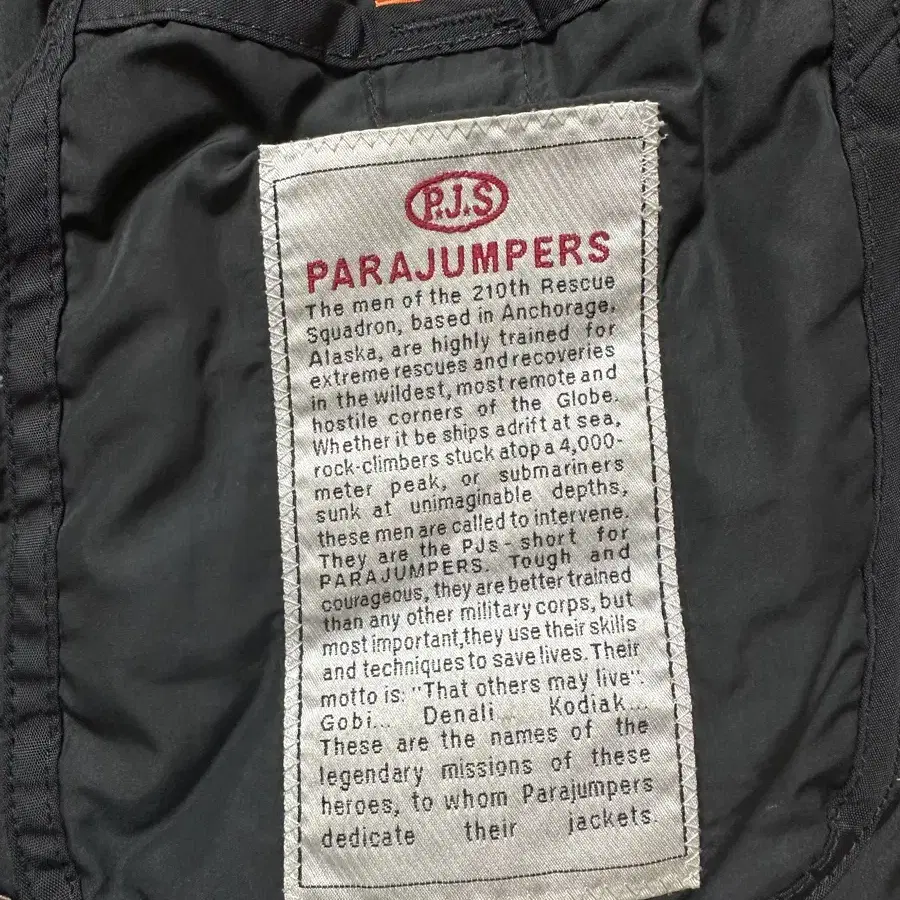 P.J.S
PARAJUMPERS
The men of the 210th Rescue
Squadron, based in Anchorage,
Alaska, are highly trained for
extreme rescues and recoveries
in the wildest, most remote and
hostile corners of the Globe.
Whether it be ships adrift at sea,
rock-climbers stuck atop a 4,000-
meter peak, or submariners
sunk at unimaginable depths,
these men are called to intervene.
They are the PJs - short for
PARAJUMPERS. Tough and
courageous, they are better trained
than any other military corps, but
most important, they use their skills
and techniques to save lives. Their
motto is: "That others may live".
Gobi... Denali... Kodiak...
These are the names of the
legendary missions of these
heroes, to whom Parajumpers
dedicate their jackets.